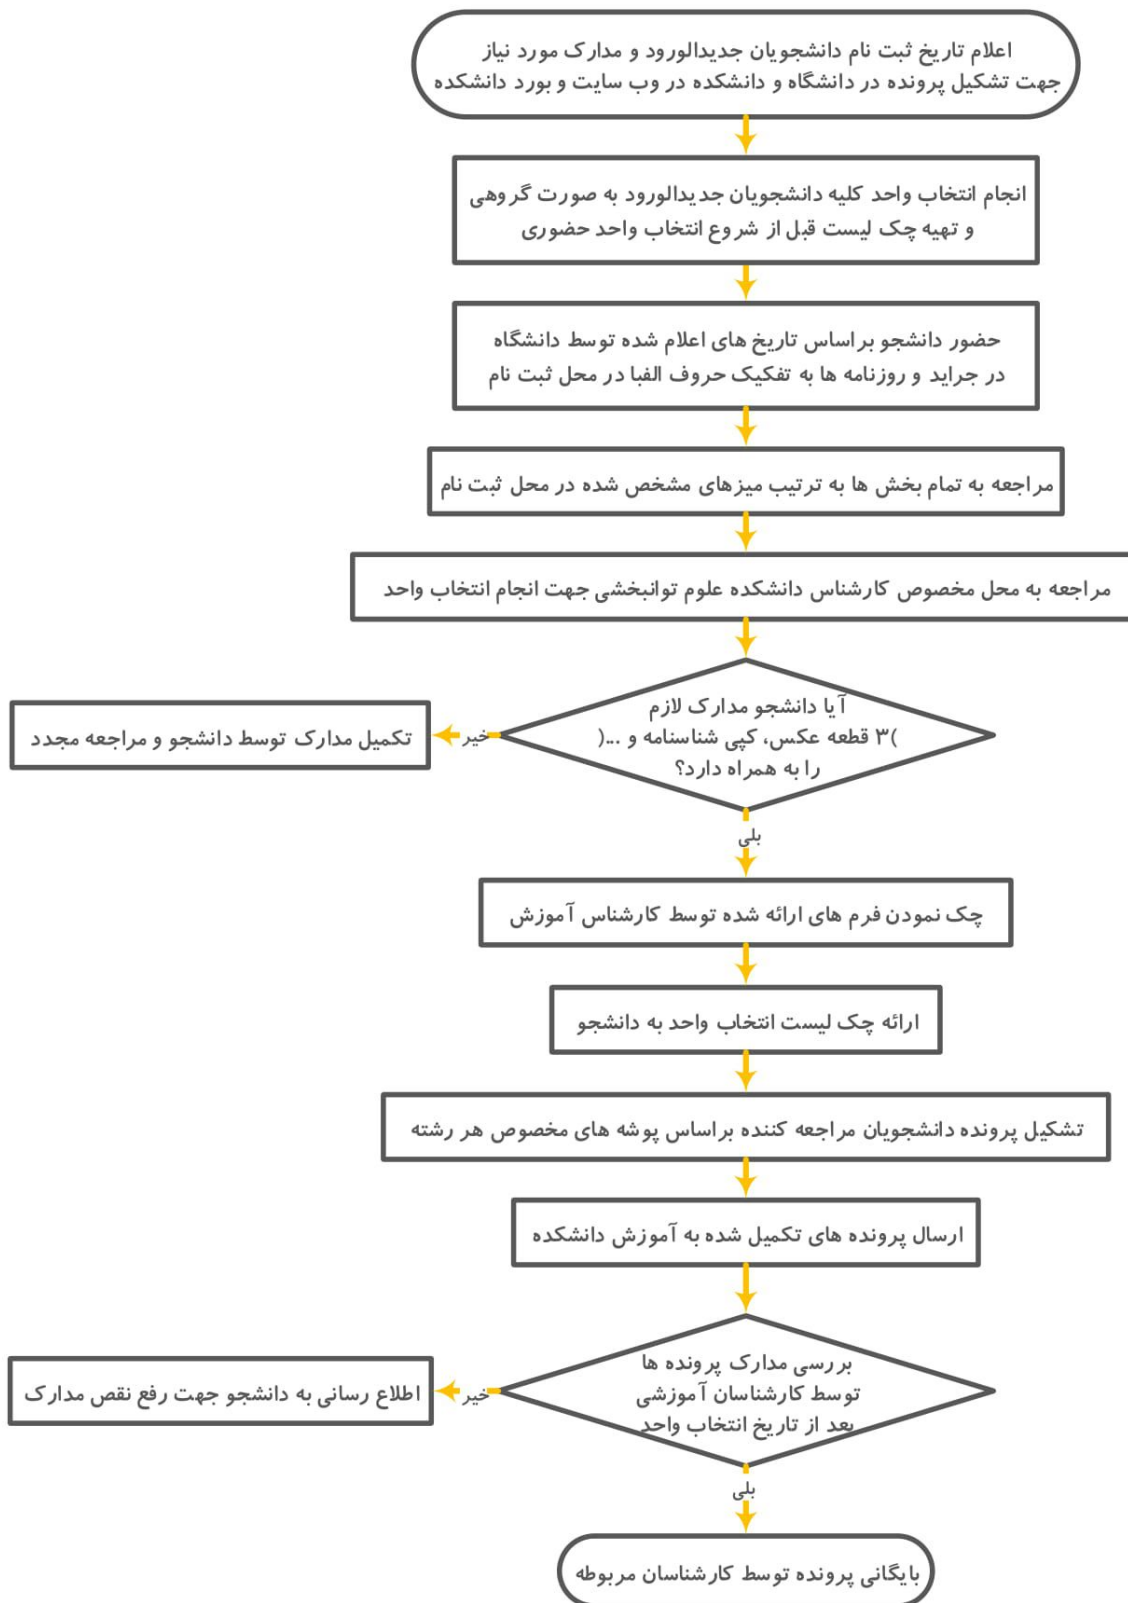 اعلام تاریخ ثبت نام دانشجویان جدیدالورود و مدارک مورد نیاز
جهت تشکیل پرونده در دانشگاه و دانشکده در وب سایت و بورد دانشکده
انجام انتخاب واحد کلیه دانشجویان جدیدالورود به صورت گروهی
و تهیه چک لیست قبل از شروع انتخاب واحد حضوری
حضور دانشجو براساس تاریخ های اعلام شده توسط دانشگاه
در جراید و روزنامه ها به تفکیک حروف الفبا در محل ثبت نام
مراجعه به تمام بخش ها به ترتیب میزهای مشخص شده در محل ثبت نام
مراجعه به محل مخصوص کارشناس دانشکده علوم توانبخشی جهت انجام انتخاب واحد
آیا دانشجو مدارک لازم
)۳ قطعه عکس، کپی شناسنامه و ...(
را به همراه دارد؟
خیر
تکمیل مدارک توسط دانشجو و مراجعه مجدد
بلی
چک نمودن فرم های ارائه شده توسط کارشناس آموزش
ارائه چک لیست انتخاب واحد به دانشجو
تشکیل پرونده دانشجویان مراجعه کننده براساس پوشه های مخصوص هر رشته
ارسال پرونده های تکمیل شده به آموزش دانشکده
بررسی مدارک پرونده ها
توسط کارشناسان آموزشی
بعد از تاریخ انتخاب واحد
خیر
اطلاع رسانی به دانشجو جهت رفع نقص مدارک
بلی
بایگانی پرونده توسط کارشناسان مربوطه